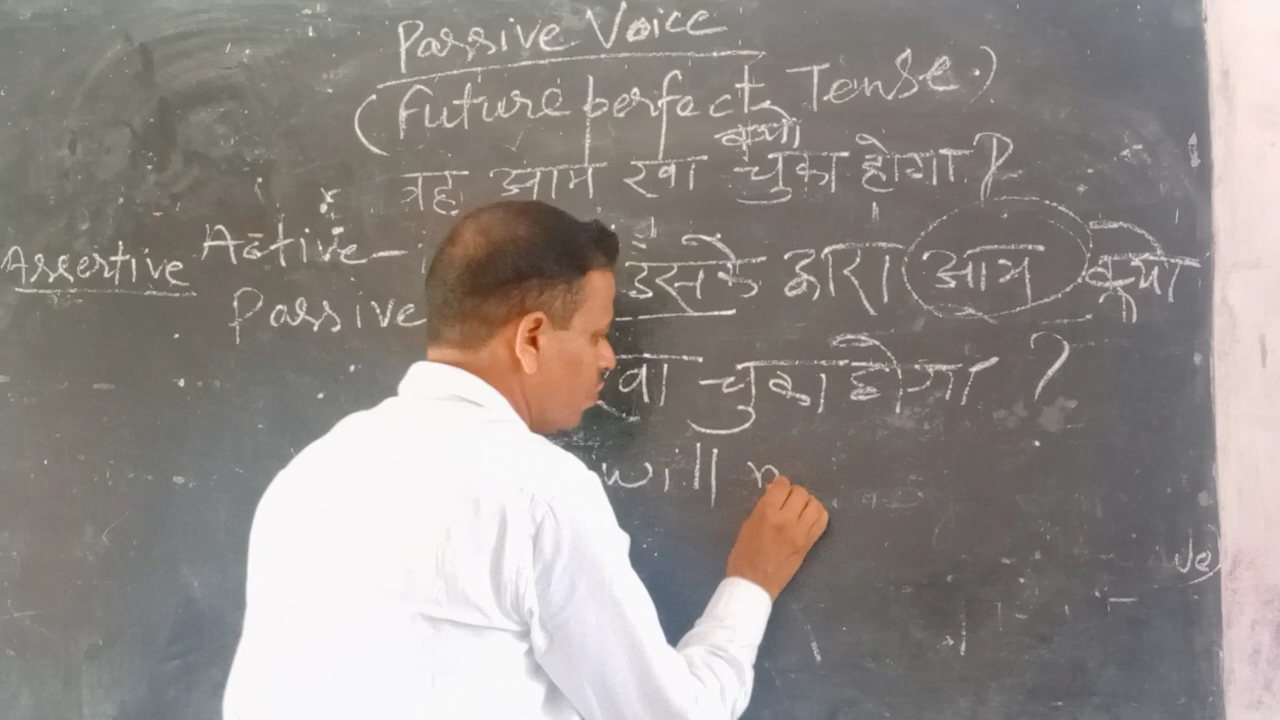 Passive Voice
(Future perfect Tense.)
क्यो
वह आम खा चुका होगा ?
Assertive Active - उसके द्वारा आम क्यो
Passive खा चुका होगा ?
will